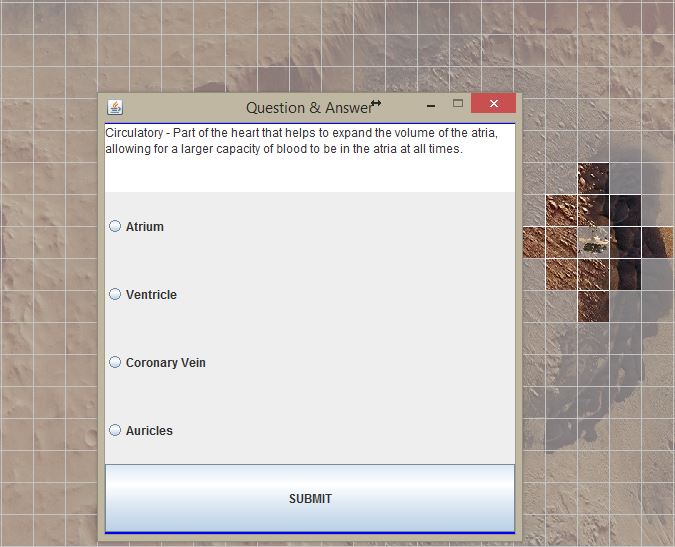 Question & Answer
Circulatory - Part of the heart that helps to expand the volume of the atria,
allowing for a larger capacity of blood to be in the atria at all times.
Atrium
Ventricle
Coronary Vein
Auricles
SUBMIT